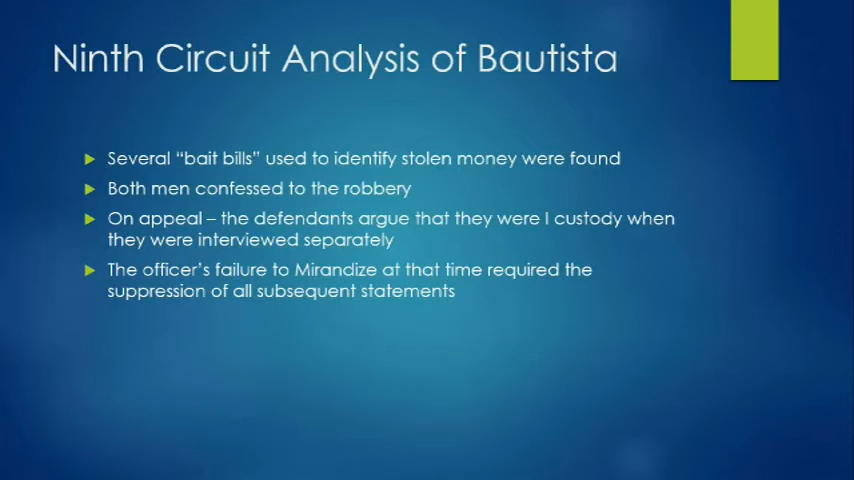 Ninth Circuit Analysis of Bautista
Several “bait bills” used to identify stolen money were found
Both men confessed to the robbery
On appeal – the defendants argue that they were I custody when
they were interviewed separately
The officer’s failure to Mirandize at that time required the
suppression of all subsequent statements